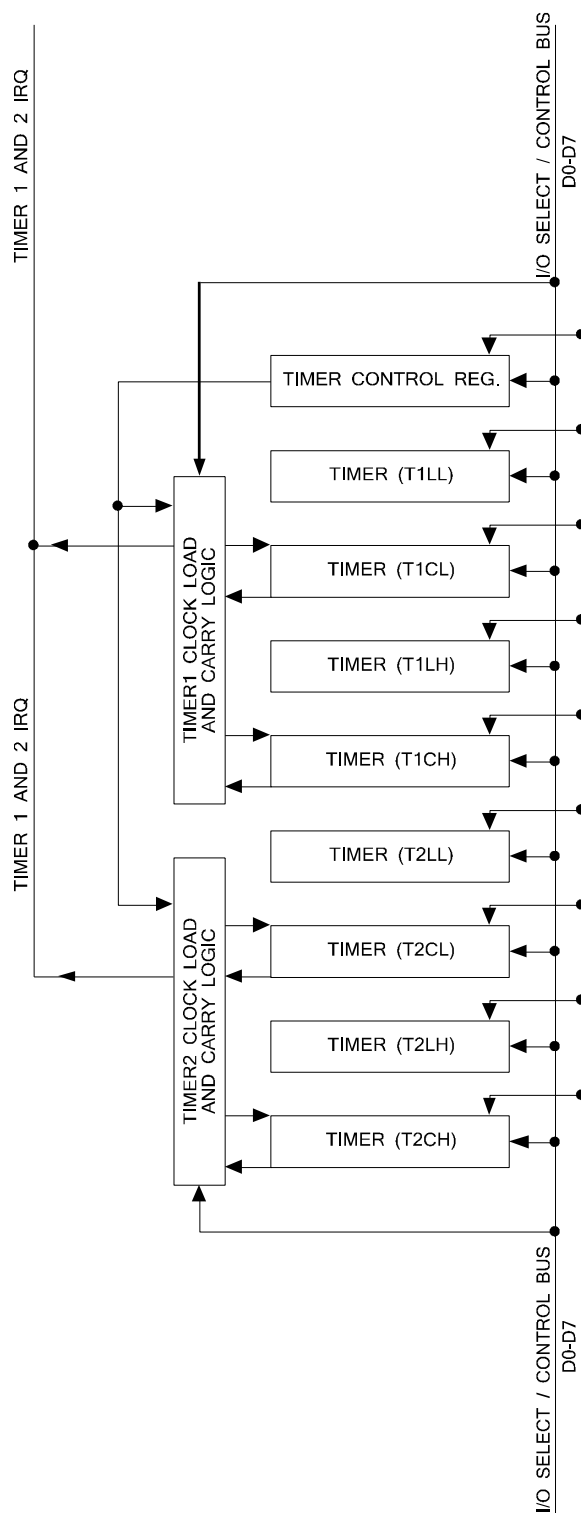 TIMER 1 AND 2 IRQ
I/O SELECT / CONTROL BUS
D0-D7
TIMER CONTROL REG.
TIMER (T1LL)
TIMER1 CLOCK LOAD
AND CARRY LOGIC
TIMER (T1CL)
TIMER (T1LH)
TIMER (T1CH)
TIMER 1 AND 2 IRQ
TIMER (T2LL)
TIMER2 CLOCK LOAD
AND CARRY LOGIC
TIMER (T2CL)
TIMER (T2LH)
TIMER (T2CH)
I/O SELECT / CONTROL BUS
D0-D7